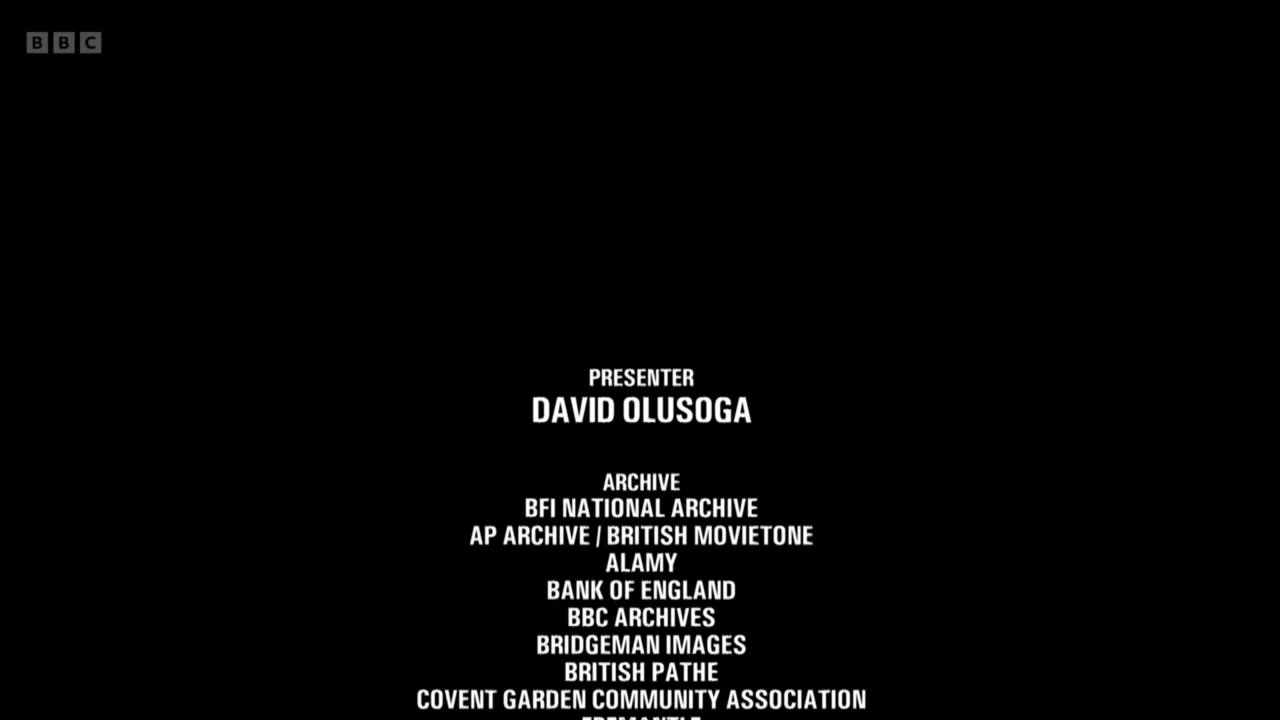 BBC
PRESENTER
DAVID OLUSOGA
ARCHIVE
BFI NATIONAL ARCHIVE
AP ARCHIVE / BRITISH MOVIETONE
ALAMY
BANK OF ENGLAND
BBC ARCHIVES
BRIDGEMAN IMAGES
BRITISH PATHE
COVENT GARDEN COMMUNITY ASSOCIATION
FREMANTLE